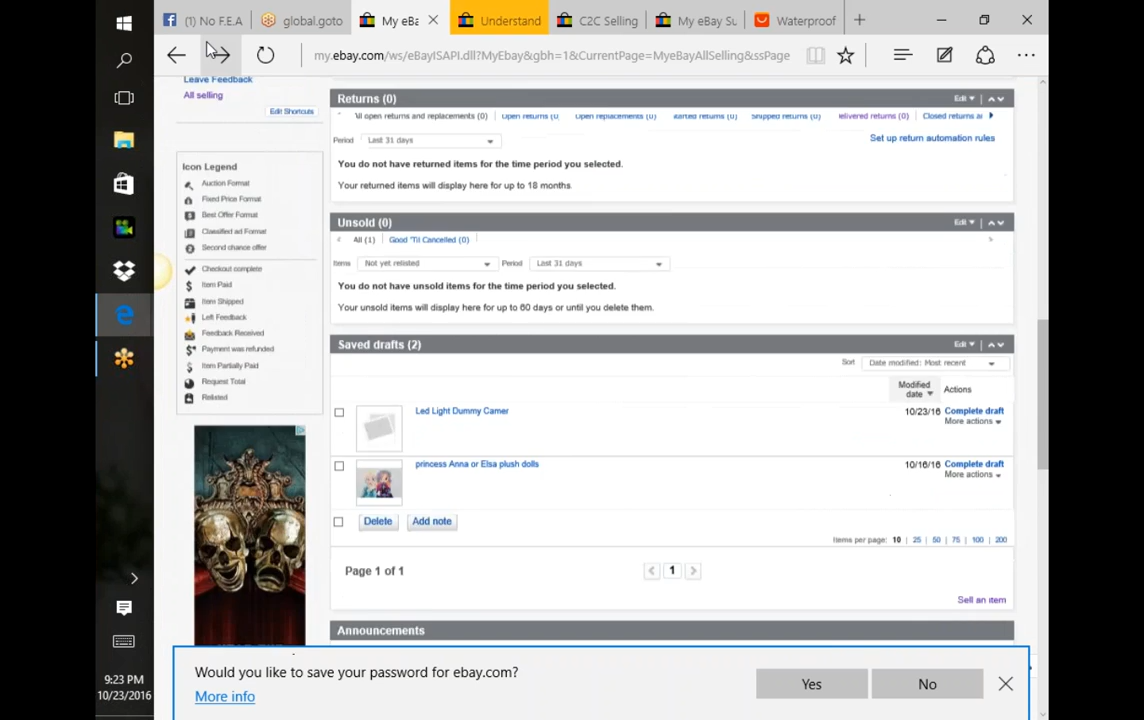 (1) No F.E.A
global.goto
My eBa
Understand
C2C Selling
My eBay Su
Waterproof
my.ebay.com/ws/eBayISAPI.dll?MyEbay&gbh=1&CurrentPage=MyeBayAllSelling&ssPage
Leave Feedback
All selling
Edit Shortcuts
Icon Legend
Auction Format
Fixed Price Format
Best Offer Format
Classified ad Format
Second chance offer
Checkout complete
Item Paid
Item Shipped
Left Feedback
Feedback Received
Payment was refunded
Item Partially Paid
Request Total
Relisted
Returns (0)
Edit
All open returns and replacements (0)
Open returns (0)
Open replacements (0)
Started returns (0)
Shipped returns (0)
Delivered returns (0)
Closed returns a
Period
Last 31 days
Set up return automation rules
You do not have returned items for the time period you selected.
Your returned items will display here for up to 18 months.
Unsold (0)
Edit
All (1)
Good 'Til Cancelled (0)
Items
Not yet relisted
Period
Last 31 days
You do not have unsold items for the time period you selected.
Your unsold items will display here for up to 60 days or until you delete them.
Saved drafts (2)
Edit
Sort
Date modified: Most recent
Modified date
Actions
Led Light Dummy Camer
10/23/16
Complete draft
More actions
princess Anna or Elsa plush dolls
10/16/16
Complete draft
More actions
Delete
Add note
Items per page: 10 | 25 | 50 | 75 | 100 | 200
Page 1 of 1
1
Sell an item
Announcements
Would you like to save your password for ebay.com?
More info
Yes
No
9:23 PM
10/23/2016